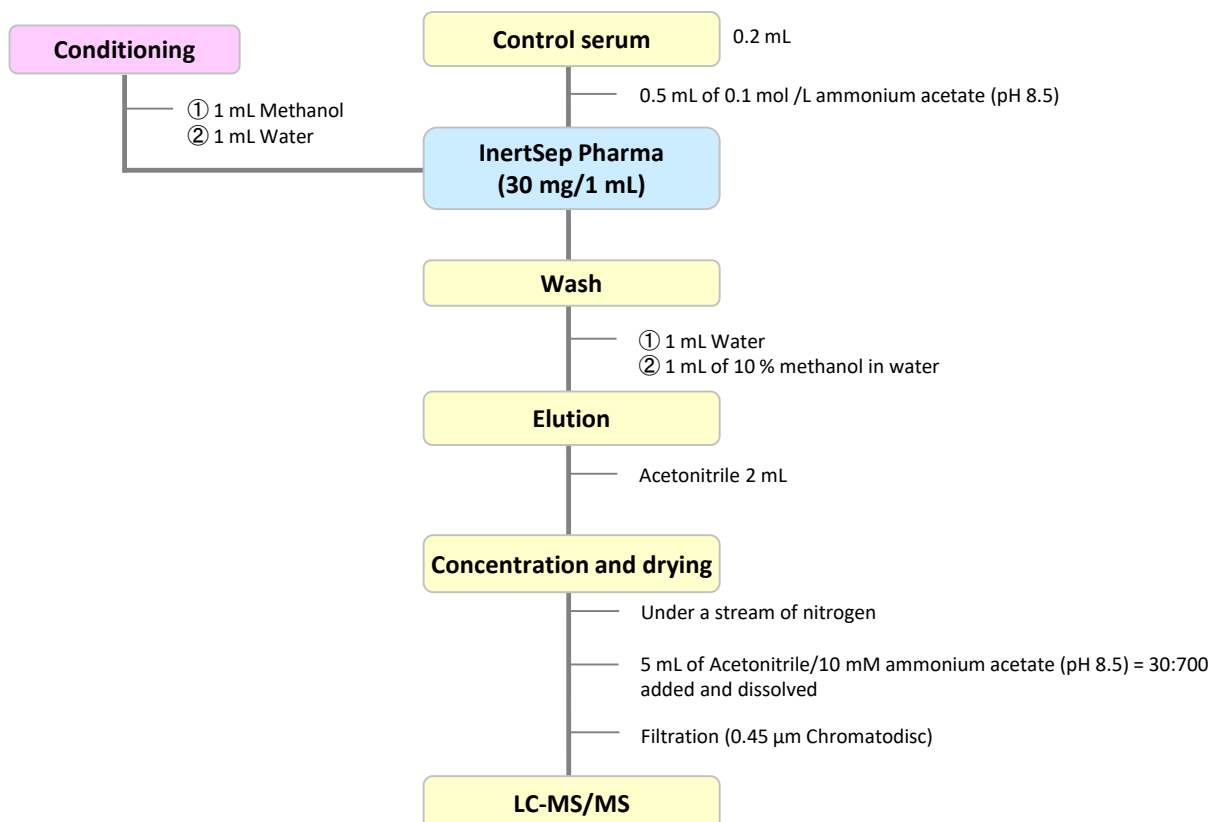 Conditioning
① 1 mL Methanol
② 1 mL Water
Control serum
0.2 mL
0.5 mL of 0.1 mol /L ammonium acetate (pH 8.5)
InertSep Pharma
(30 mg/1 mL)
Wash
① 1 mL Water
② 1 mL of 10 % methanol in water
Elution
Acetonitrile 2 mL
Concentration and drying
Under a stream of nitrogen
5 mL of Acetonitrile/10 mM ammonium acetate (pH 8.5) = 30:700
added and dissolved
Filtration (0.45 µm Chromatodisc)
LC-MS/MS